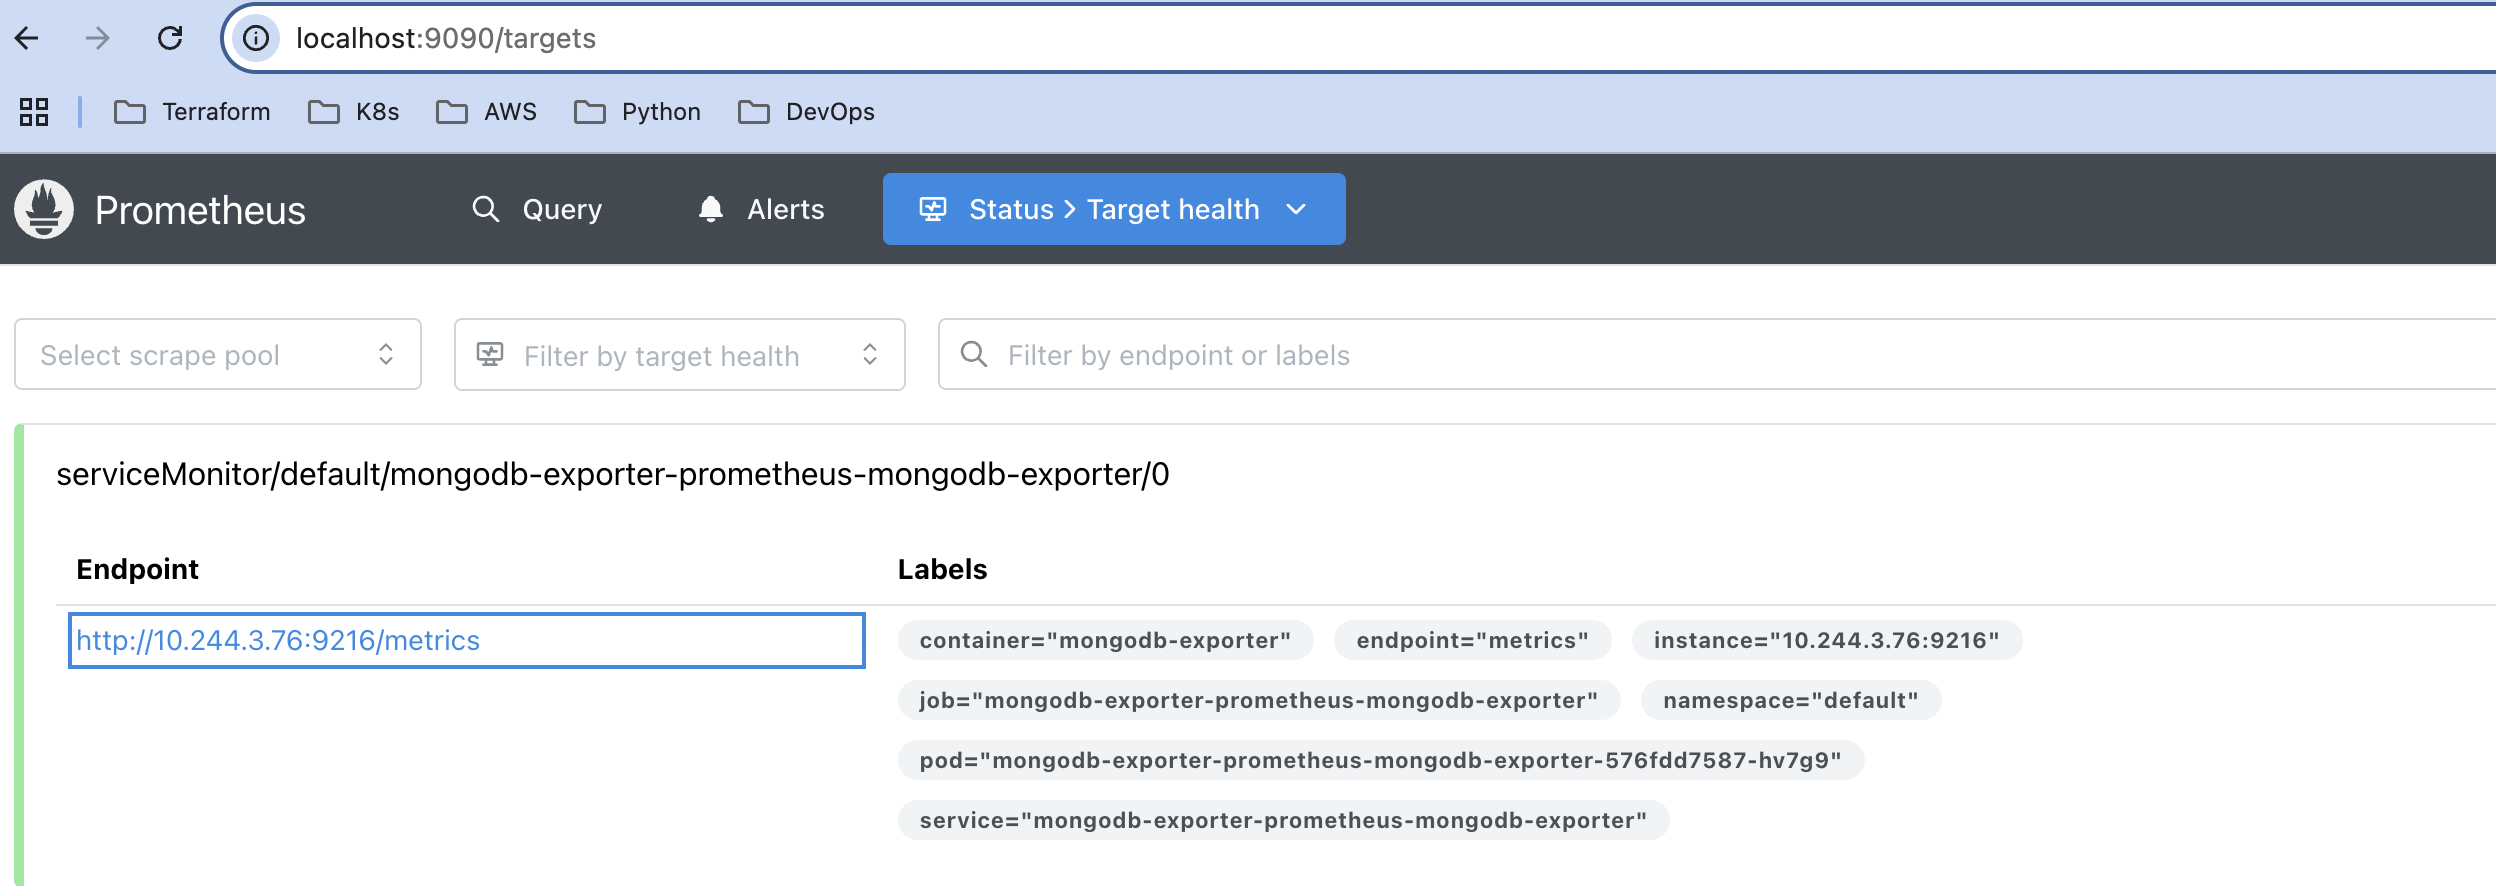 localhost:9090/targets
Terraform K8s AWS Python DevOps
Prometheus Query Alerts Status > Target health
Select scrape pool Filter by target health Filter by endpoint or labels
serviceMonitor/default/mongodb-exporter-prometheus-mongodb-exporter/0
Endpoint Labels
http://10.244.3.76:9216/metrics container="mongodb-exporter" endpoint="metrics" instance="10.244.3.76:9216"
job="mongodb-exporter-prometheus-mongodb-exporter" namespace="default"
pod="mongodb-exporter-prometheus-mongodb-exporter-576fdd7587-hv7g9"
service="mongodb-exporter-prometheus-mongodb-exporter"